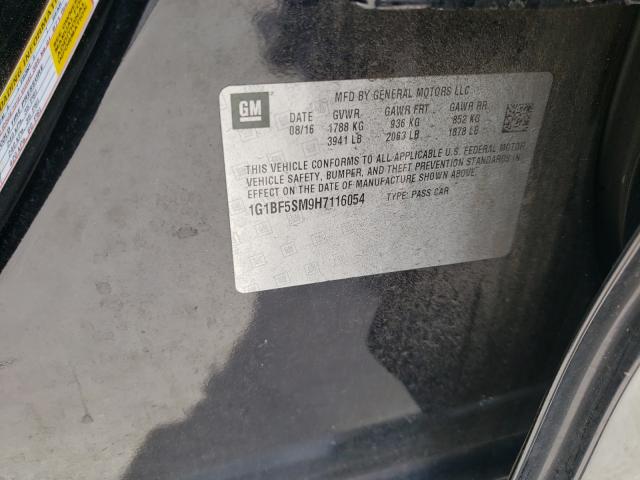 GM
MFD BY GENERAL MOTORS LLC
DATE GVWR GAWR FRT GAWR RR
08/16 1788 KG 936 KG 852 KG
3941 LB 2063 LB 1878 LB
THIS VEHICLE CONFORMS TO ALL APPLICABLE U.S. FEDERAL MOTOR
VEHICLE SAFETY, BUMPER, AND THEFT PREVENTION STANDARDS IN
EFFECT ON THE DATE OF MANUFACTURE SHOWN ABOVE.
1G1BF5SM9H7116054 TYPE: PASS CAR